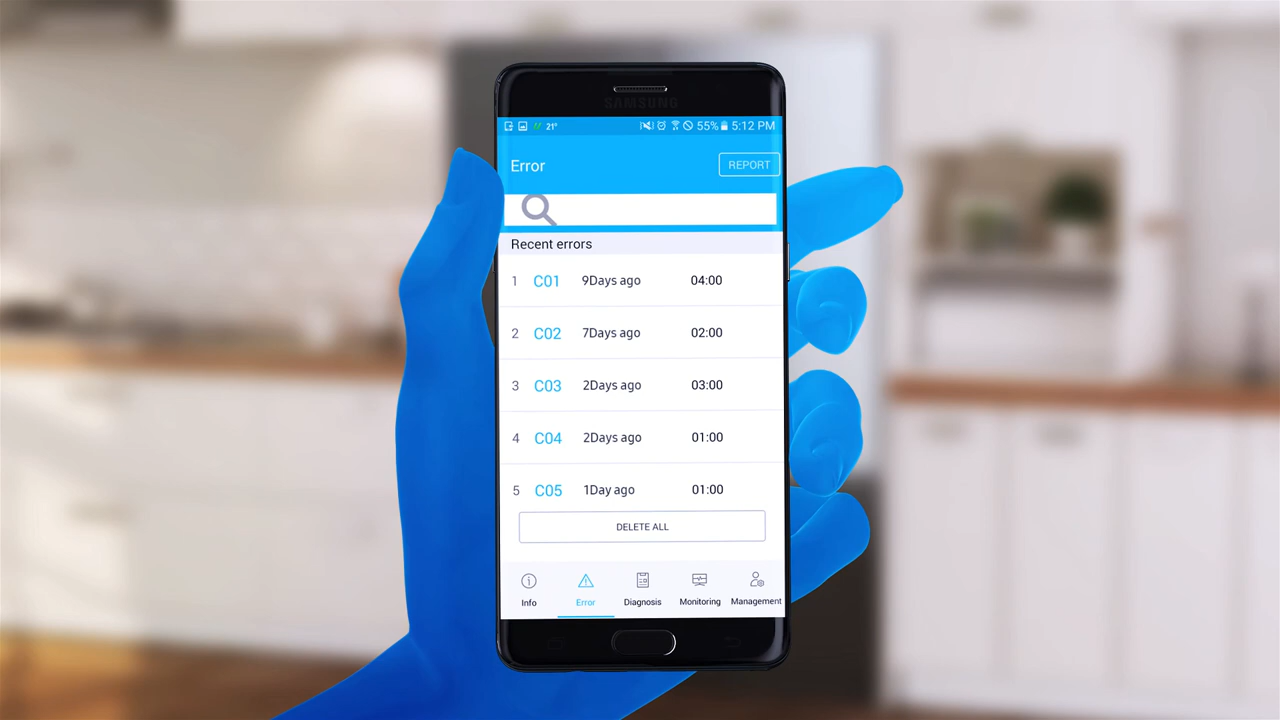 SAMSUNG
21° 55% 5:12 PM
Error REPORT
Recent errors
1 C01 9Days ago 04:00
2 C02 7Days ago 02:00
3 C03 2Days ago 03:00
4 C04 2Days ago 01:00
5 C05 1Day ago 01:00
DELETE ALL
Info Error Diagnosis Monitoring Management